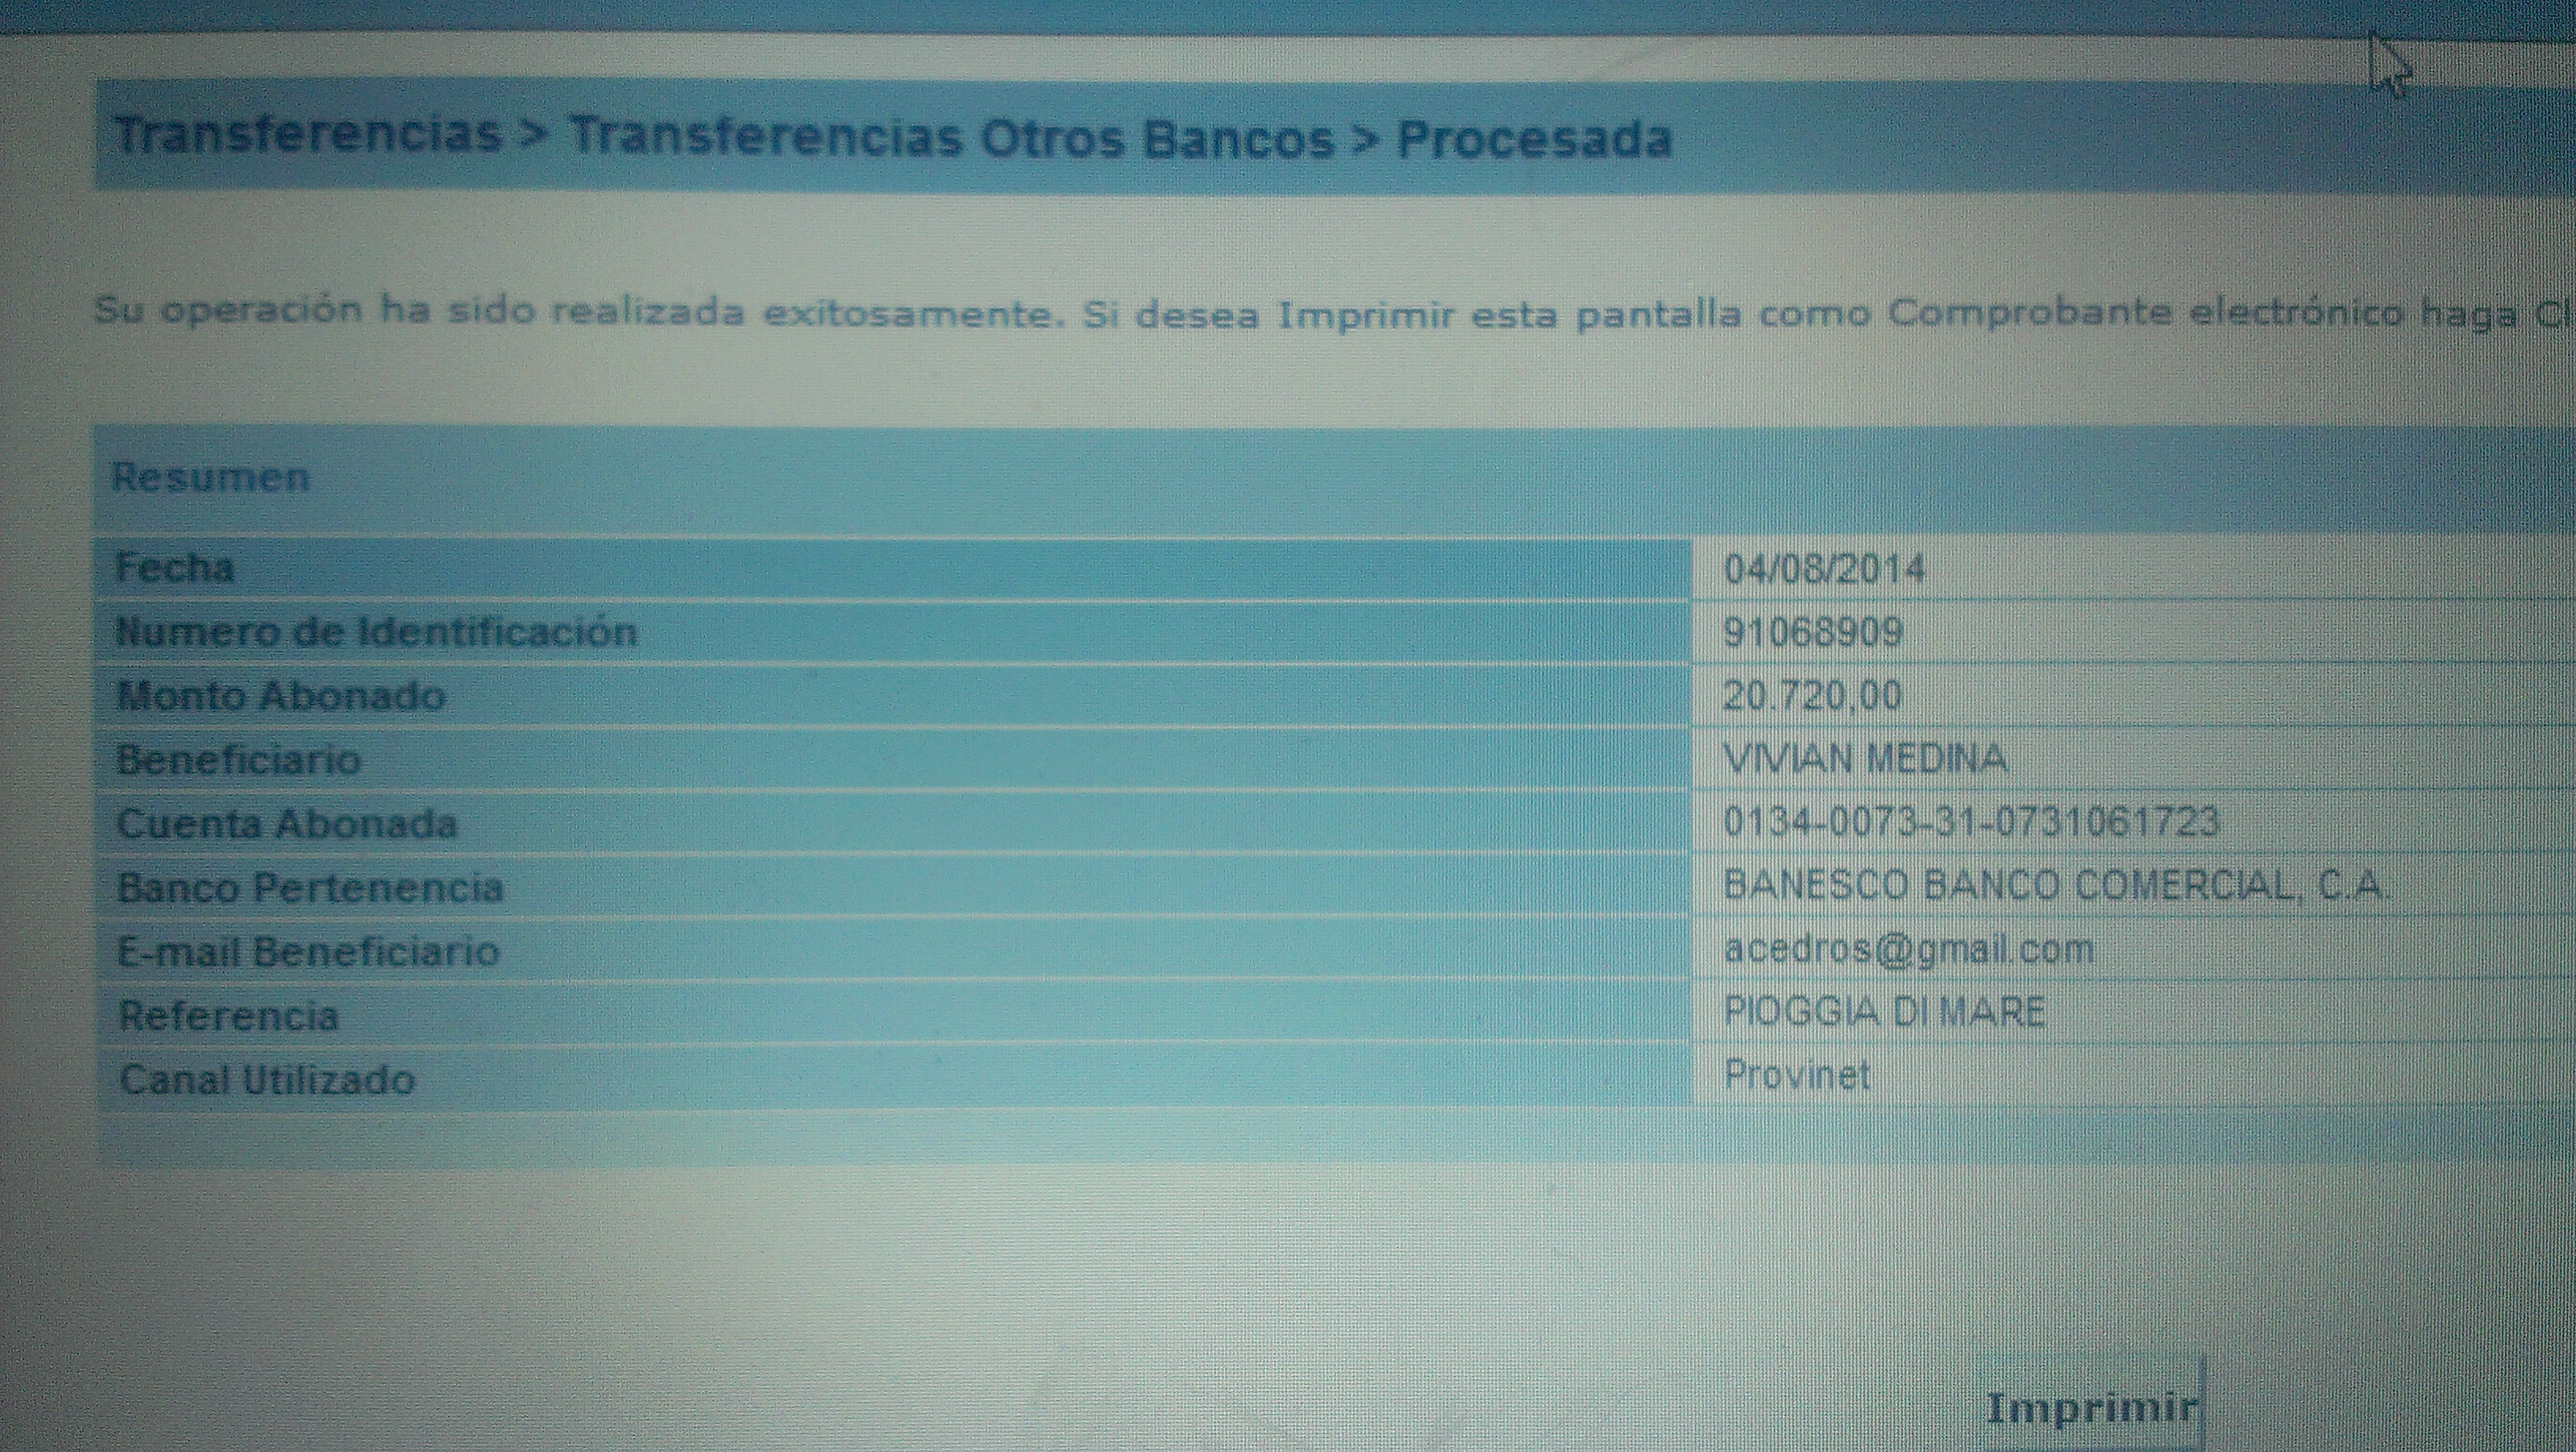 Transferencias > Transferencias Otros Bancos > Procesada
Su operación ha sido realizada exitosamente. Si desea Imprimir esta pantalla como Comprobante electrónico haga
Resumen
Fecha 04/08/2014
Numero de Identificación 91068909
Monto Abonado 20.720,00
Beneficiario VIVIAN MEDINA
Cuenta Abonada 0134-0073-31-0731061723
Banco Pertenencia BANESCO BANCO COMERCIAL, C.A.
E-mail Beneficiario acedros@gmail.com
Referencia PIOGGIA DI MARE
Canal Utilizado Provinet
Imprimir